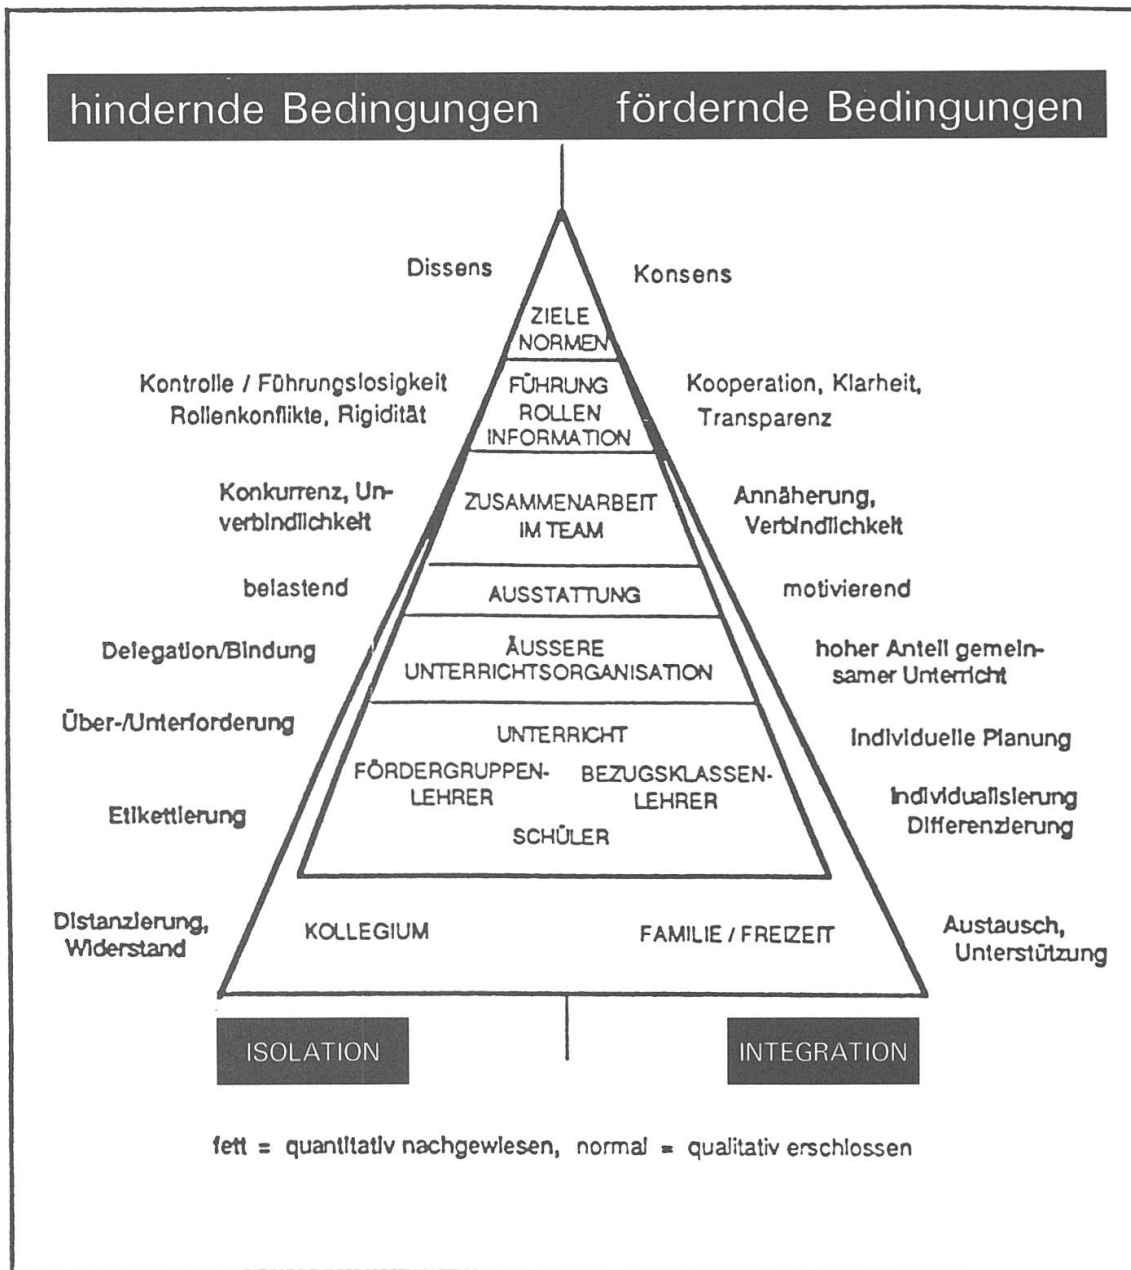 hindernde Bedingungen fördernde Bedingungen
Dissens
Konsens
ZIELE
NORMEN
Kontrolle / Führungslosigkeit
Rollenkonflikte, Rigidität
FÜHRUNG
ROLLEN
INFORMATION
Kooperation, Klarheit,
Transparenz
Konkurrenz, Un-
verbindlichkeit
ZUSAMMENARBEIT
IM TEAM
Annäherung,
Verbindlichkeit
belastend
AUSSTATTUNG
motivierend
Delegation/Bindung
ÄUSSERE
UNTERRICHTSORGANISATION
hoher Anteil gemein-
samer Unterricht
Über-/Unterforderung
UNTERRICHT
Individuelle Planung
FÖRDERGRUPPEN-
LEHRER
BEZUGSKLASSEN-
LEHRER
Etikettierung
Individualisierung
Differenzierung
SCHÜLER
Distanzierung,
Widerstand
KOLLEGIUM
FAMILIE / FREIZEIT
Austausch,
Unterstützung
ISOLATION
INTEGRATION
fett = quantitativ nachgewiesen, normal = qualitativ erschlossen